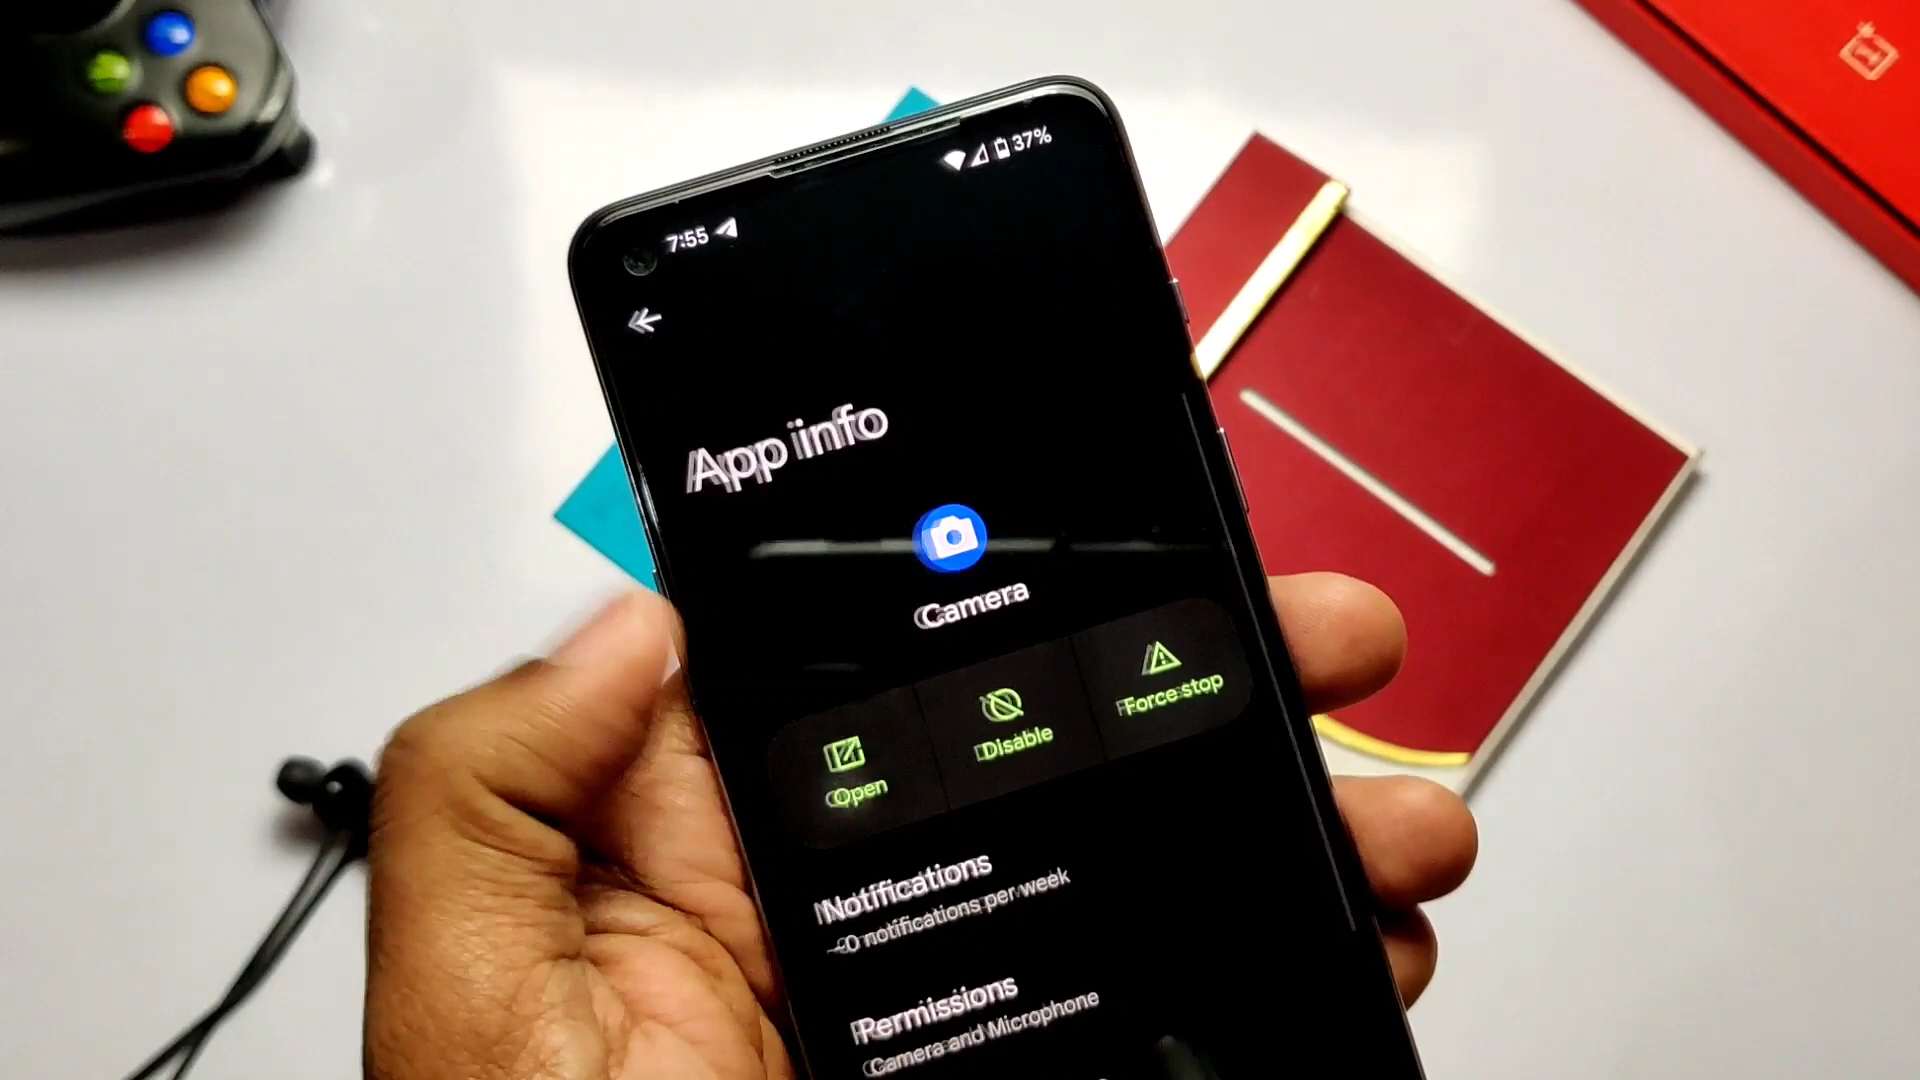 7:55
37%
App info
Camera
Open
Disable
Force stop
Notifications
~0 notifications per week
Permissions
Camera and Microphone